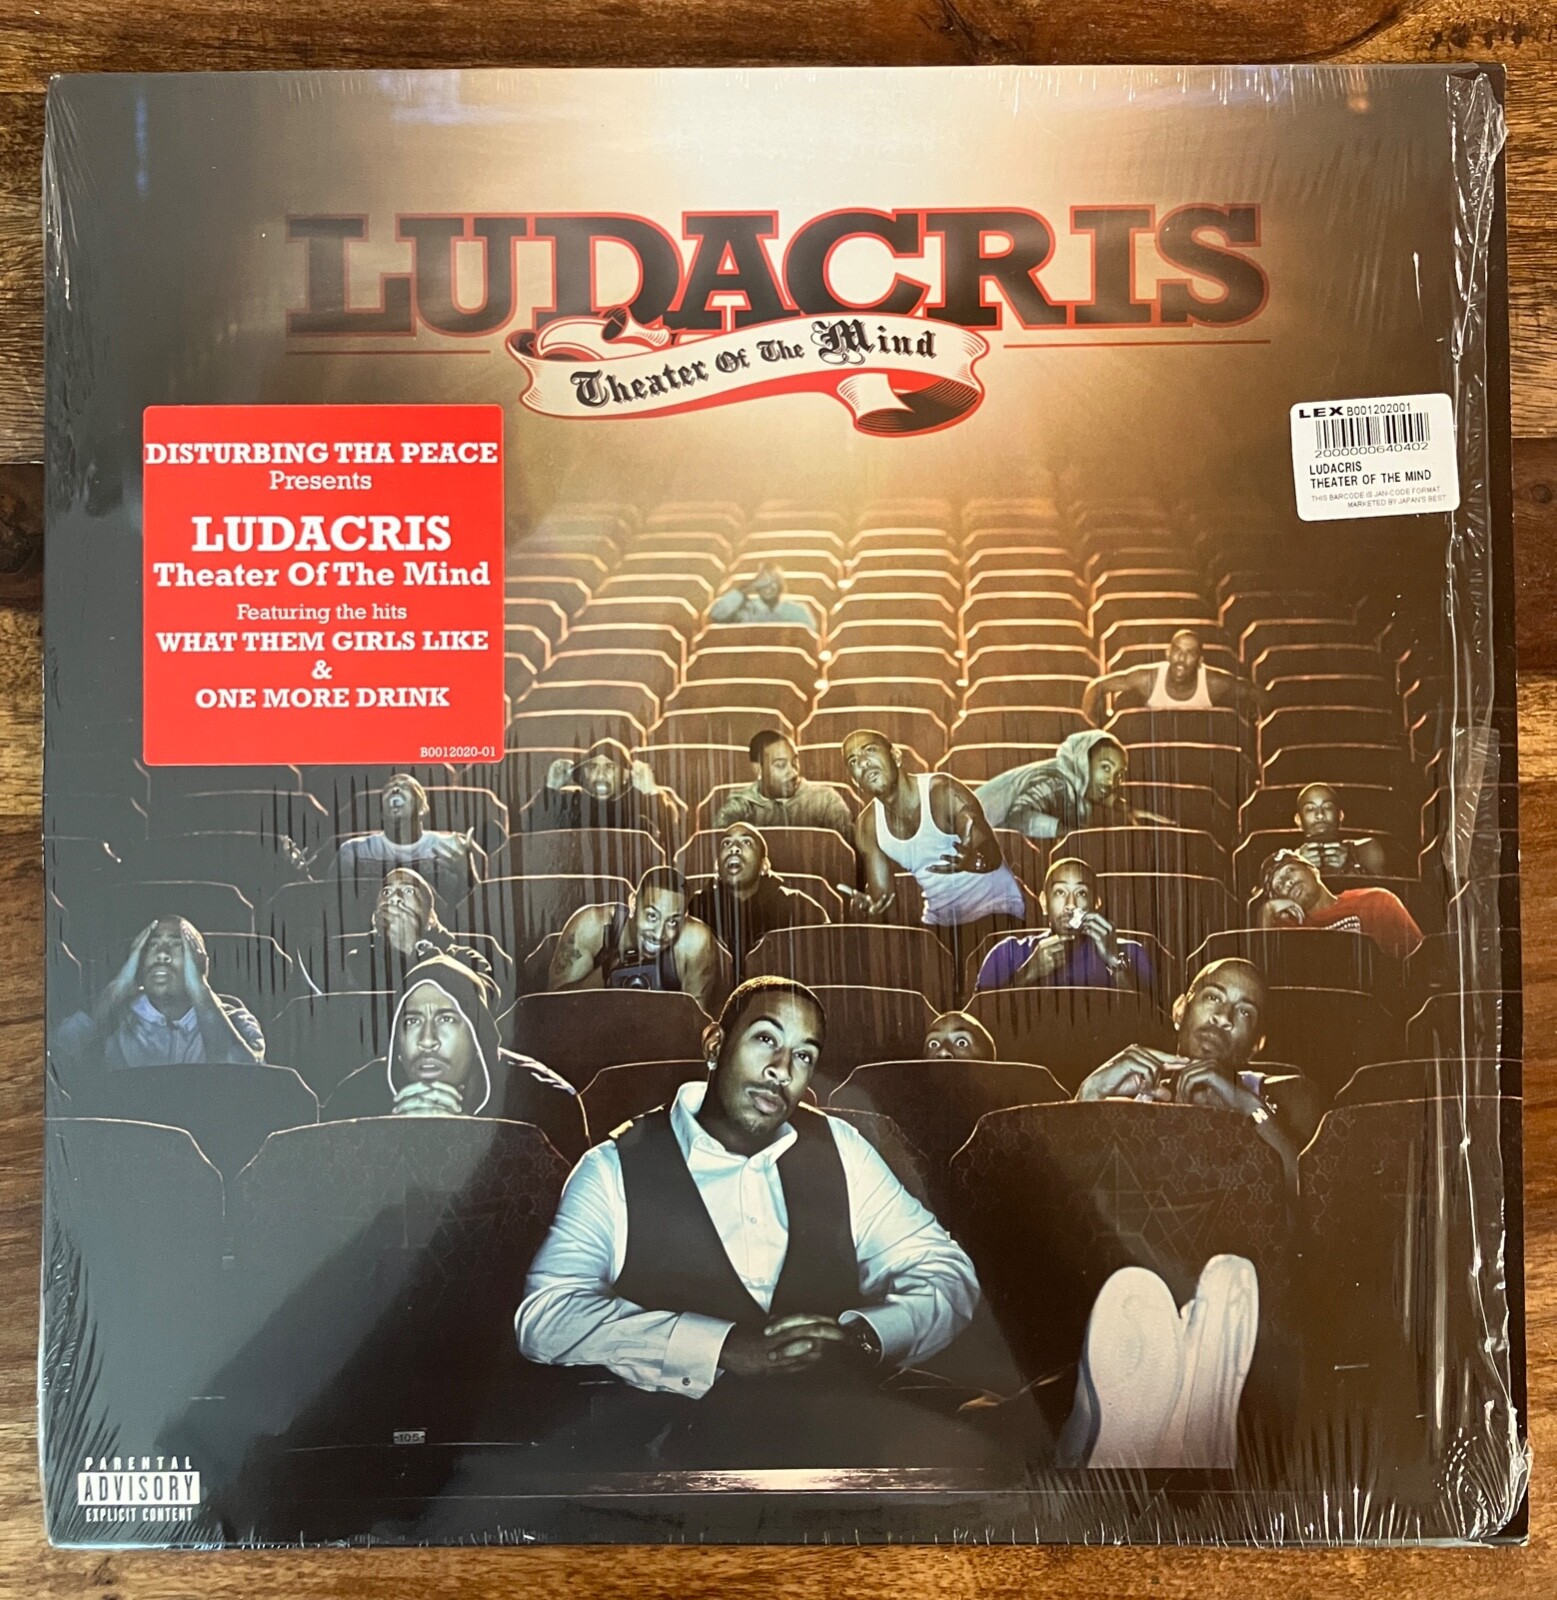 LUDACRIS
Theater Of The Mind
DISTURBING THA PEACE
Presents
LUDACRIS
Theater Of The Mind
Featuring the hits
WHAT THEM GIRLS LIKE
&
ONE MORE DRINK
B0012020-01
LEX B001202001
2000000640402
LUDACRIS
THEATER OF THE MIND
THIS BARCODE IS JAN-CODE FORMAT
MARKETED BY JAPAN'S BEST
105
PARENTAL
ADVISORY
EXPLICIT CONTENT